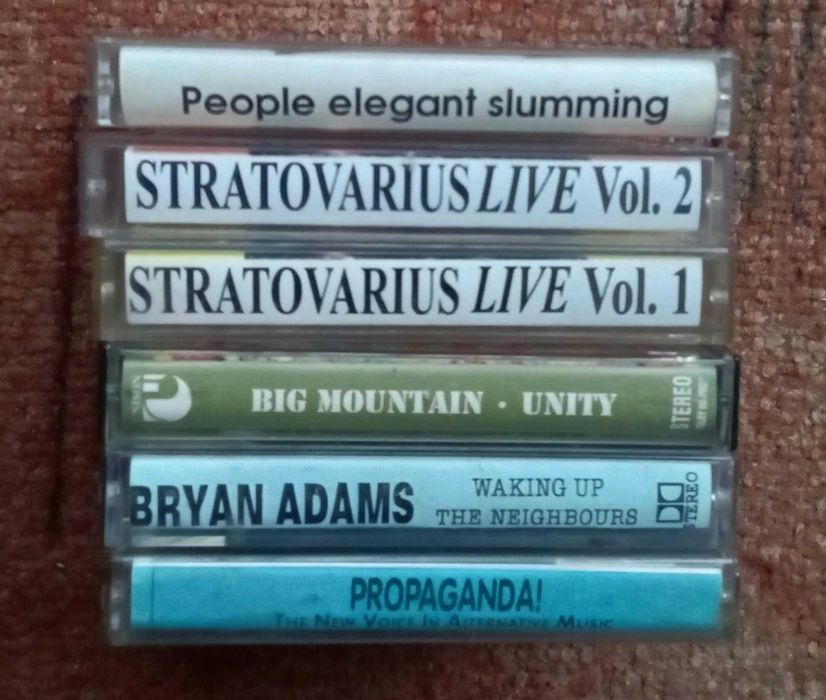 People elegant slumming
STRATOVARIUS LIVE Vol. 2
STRATOVARIUS LIVE Vol. 1
BIG MOUNTAIN · UNITY
STEREO
BRYAN ADAMS
WAKING UP
THE NEIGHBOURS
STEREO
PROPAGANDA!
THE NEW VOICE IN ALTERNATIVE MUSIC